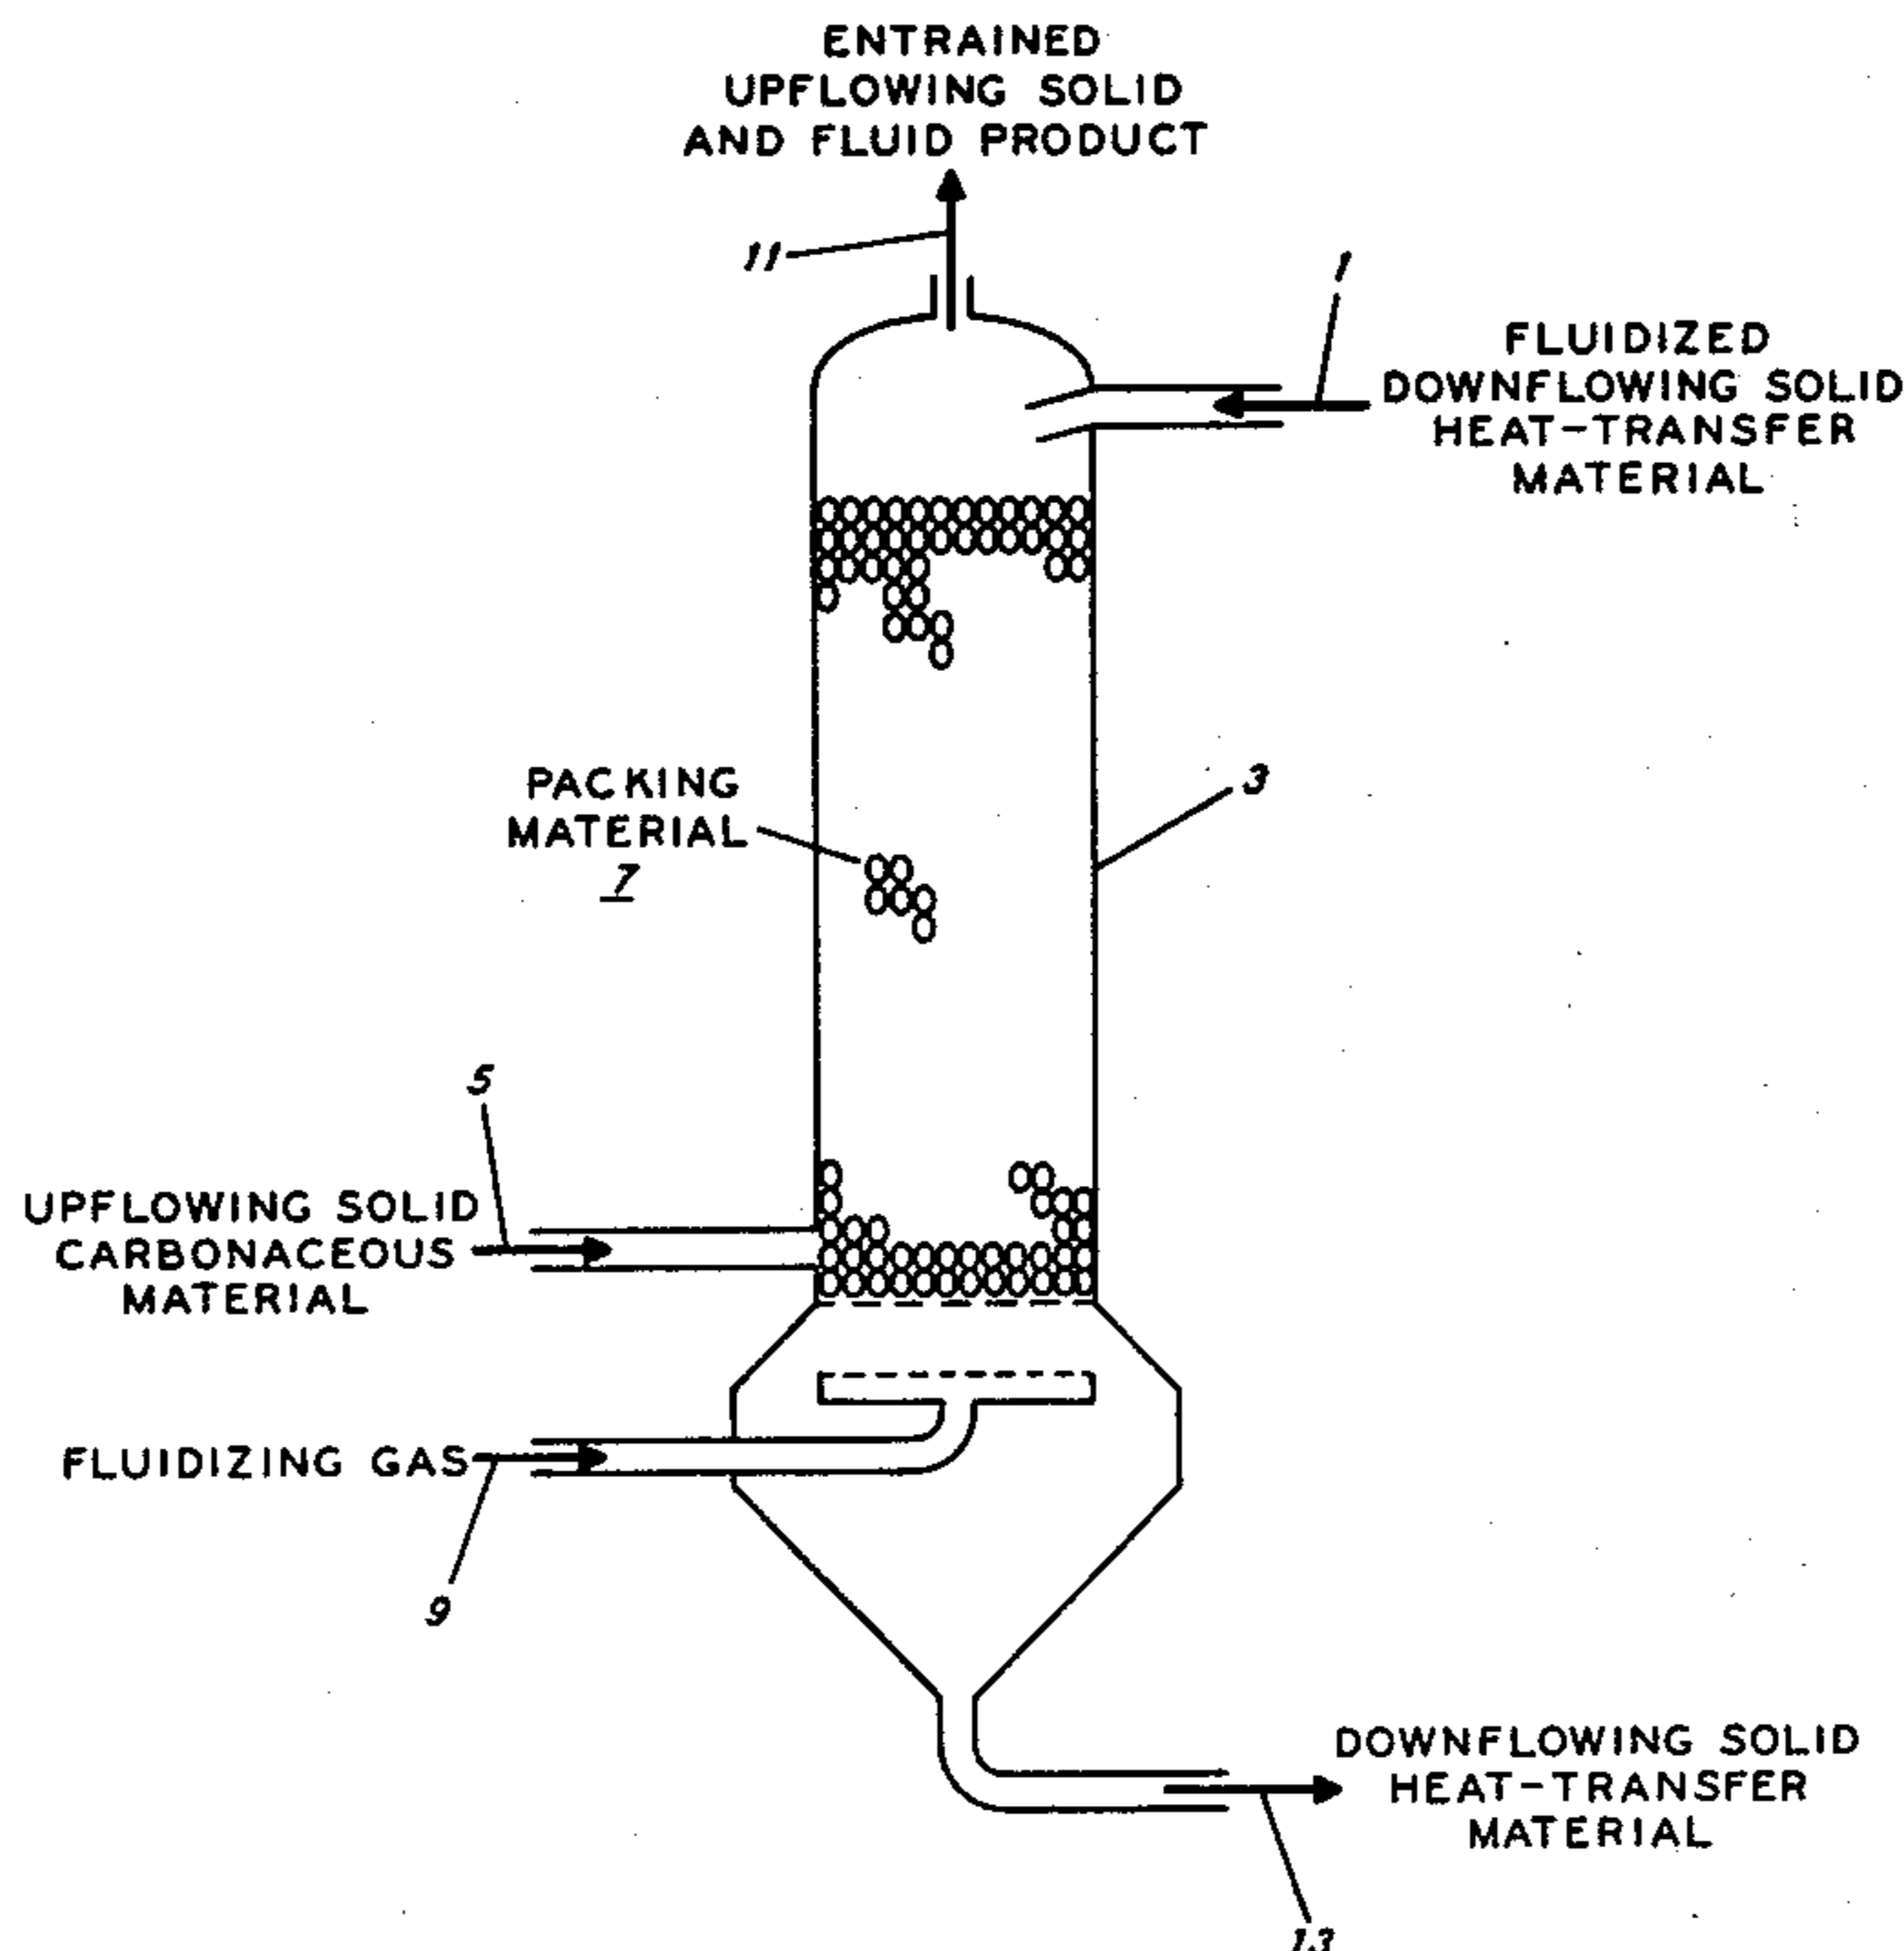 ENTRAINED
UPFLOWING SOLID
AND FLUID PRODUCT
11
1
FLUIDIZED
DOWNFLOWING SOLID
HEAT-TRANSFER
MATERIAL
PACKING
MATERIAL
7
3
5
UPFLOWING SOLID
CARBONACEOUS
MATERIAL
FLUIDIZING GAS
9
DOWNFLOWING SOLID
HEAT-TRANSFER
MATERIAL
13